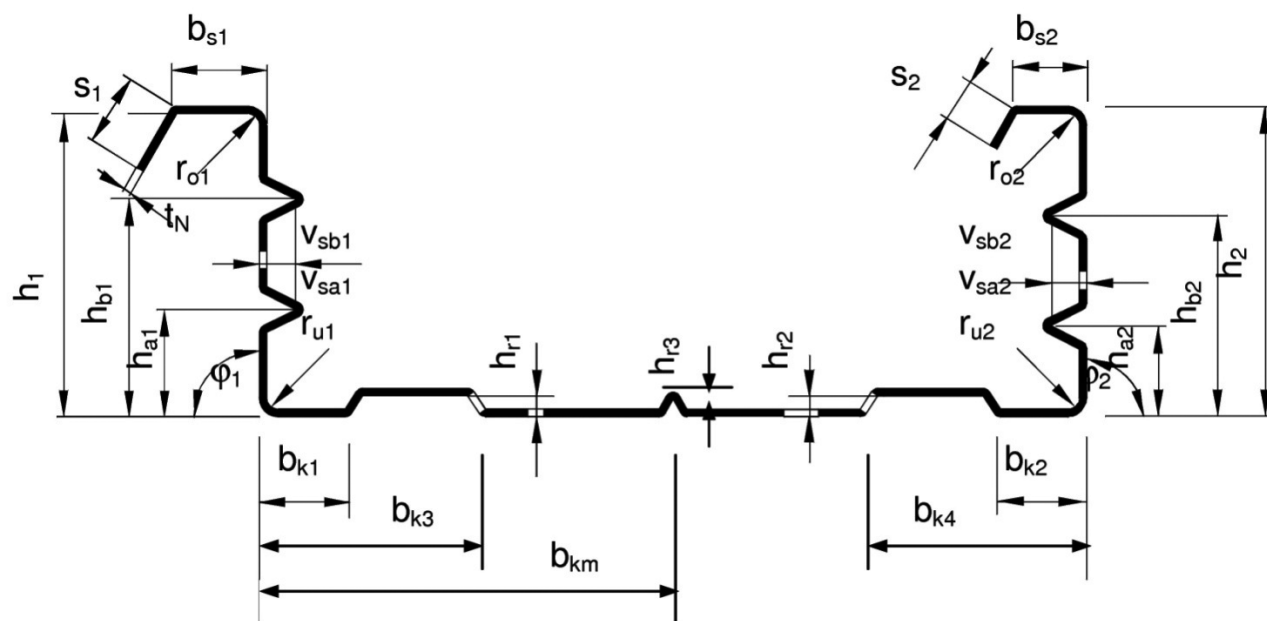 b_s1
b_s2
s_1
s_2
r_o1
r_o2
t_N
v_sb1
v_sb2
h_1
h_b1
v_sa1
v_sa2
h_b2
h_2
h_a1
r_u1
h_r1
h_r3
h_r2
r_u2
h_a2
φ_1
φ_2
b_k1
b_k2
b_k3
b_k4
b_km